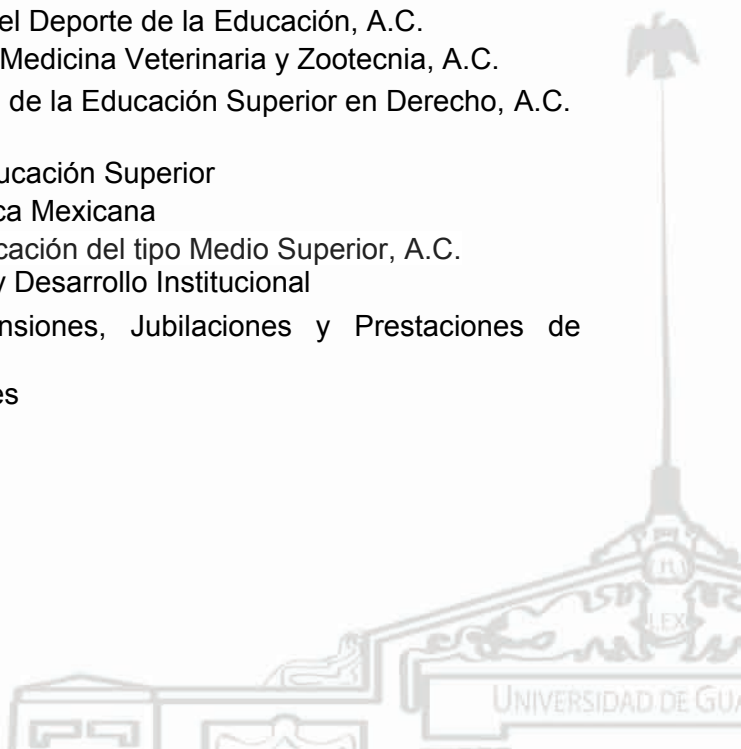 el Deporte de la Educación, A.C.
Medicina Veterinaria y Zootecnia, A.C.
de la Educación Superior en Derecho, A.C.
ucación Superior
ca Mexicana
cación del tipo Medio Superior, A.C.
y Desarrollo Institucional
nsiones, Jubilaciones y Prestaciones de
es
LEX
UNIVERSIDAD DE GUA